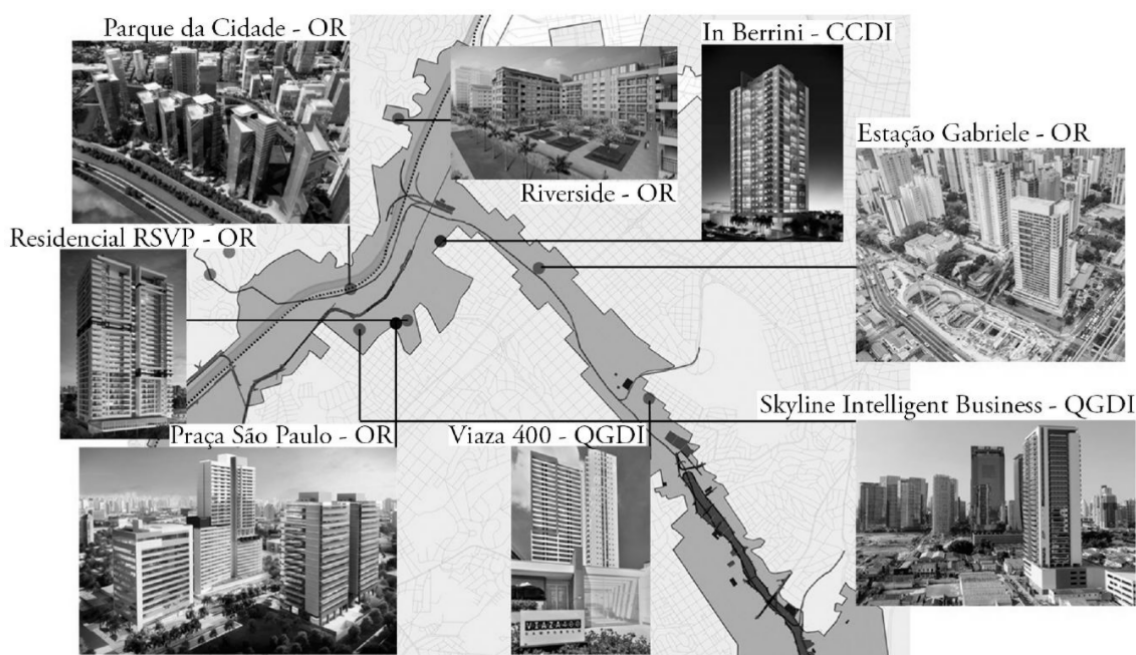 Parque da Cidade - OR
In Berrini - CCDI
Estação Gabriele - OR
Riverside - OR
Residencial RSVP - OR
Skyline Intelligent Business - QGDI
Praça São Paulo - OR
Viaza 400 - QGDI
VIAZA400